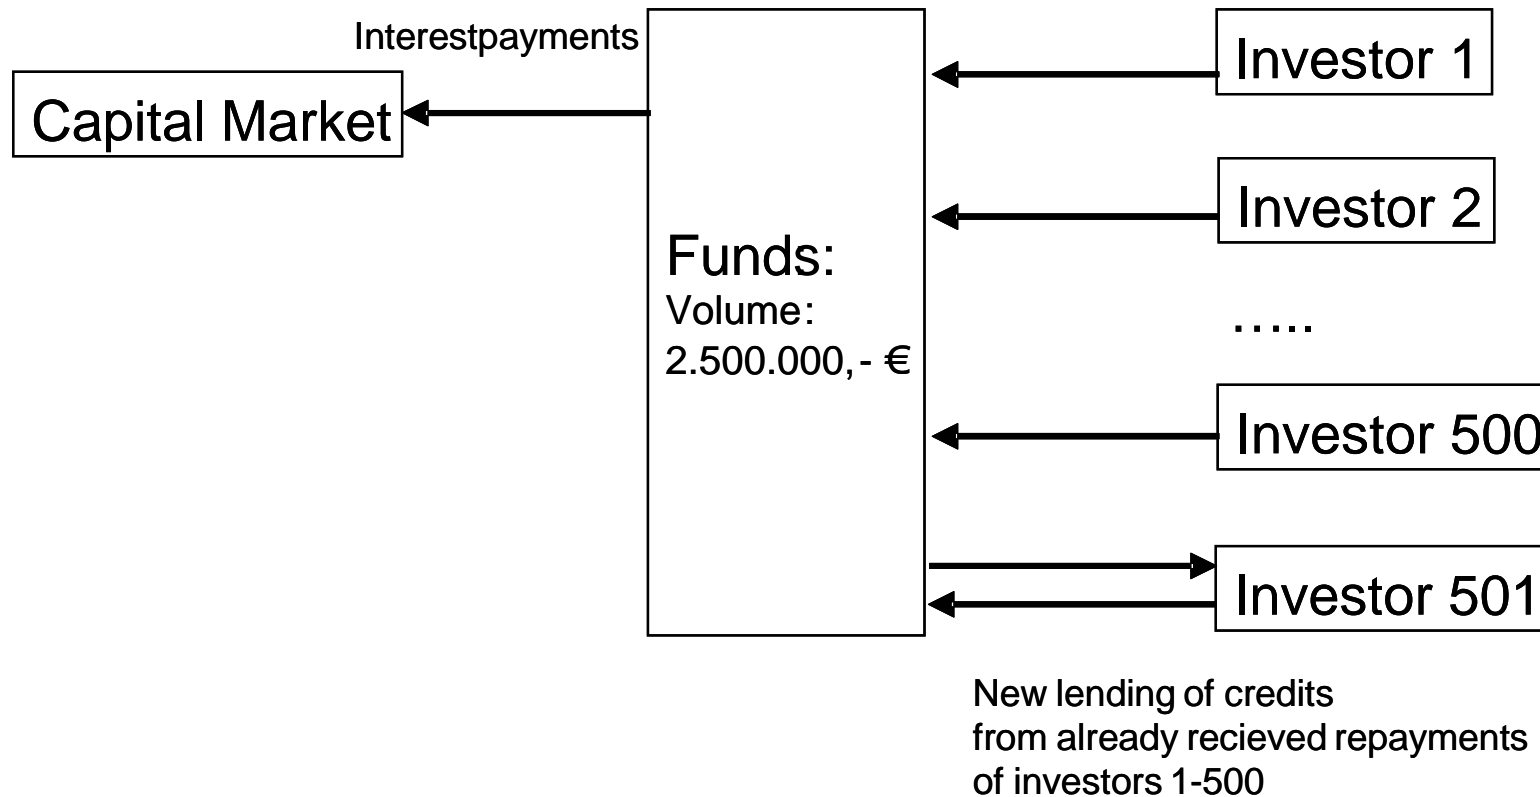 Interestpayments
Capital Market
Funds:
Volume:
2.500.000,- €
Investor 1
Investor 2
.....
Investor 500
Investor 501
New lending of credits
from already recieved repayments
of investors 1-500